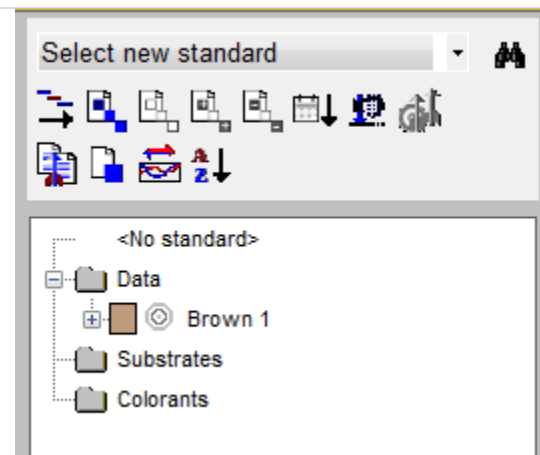 Select new standard
A
Z
<No standard>
Data
Brown 1
Substrates
Colorants